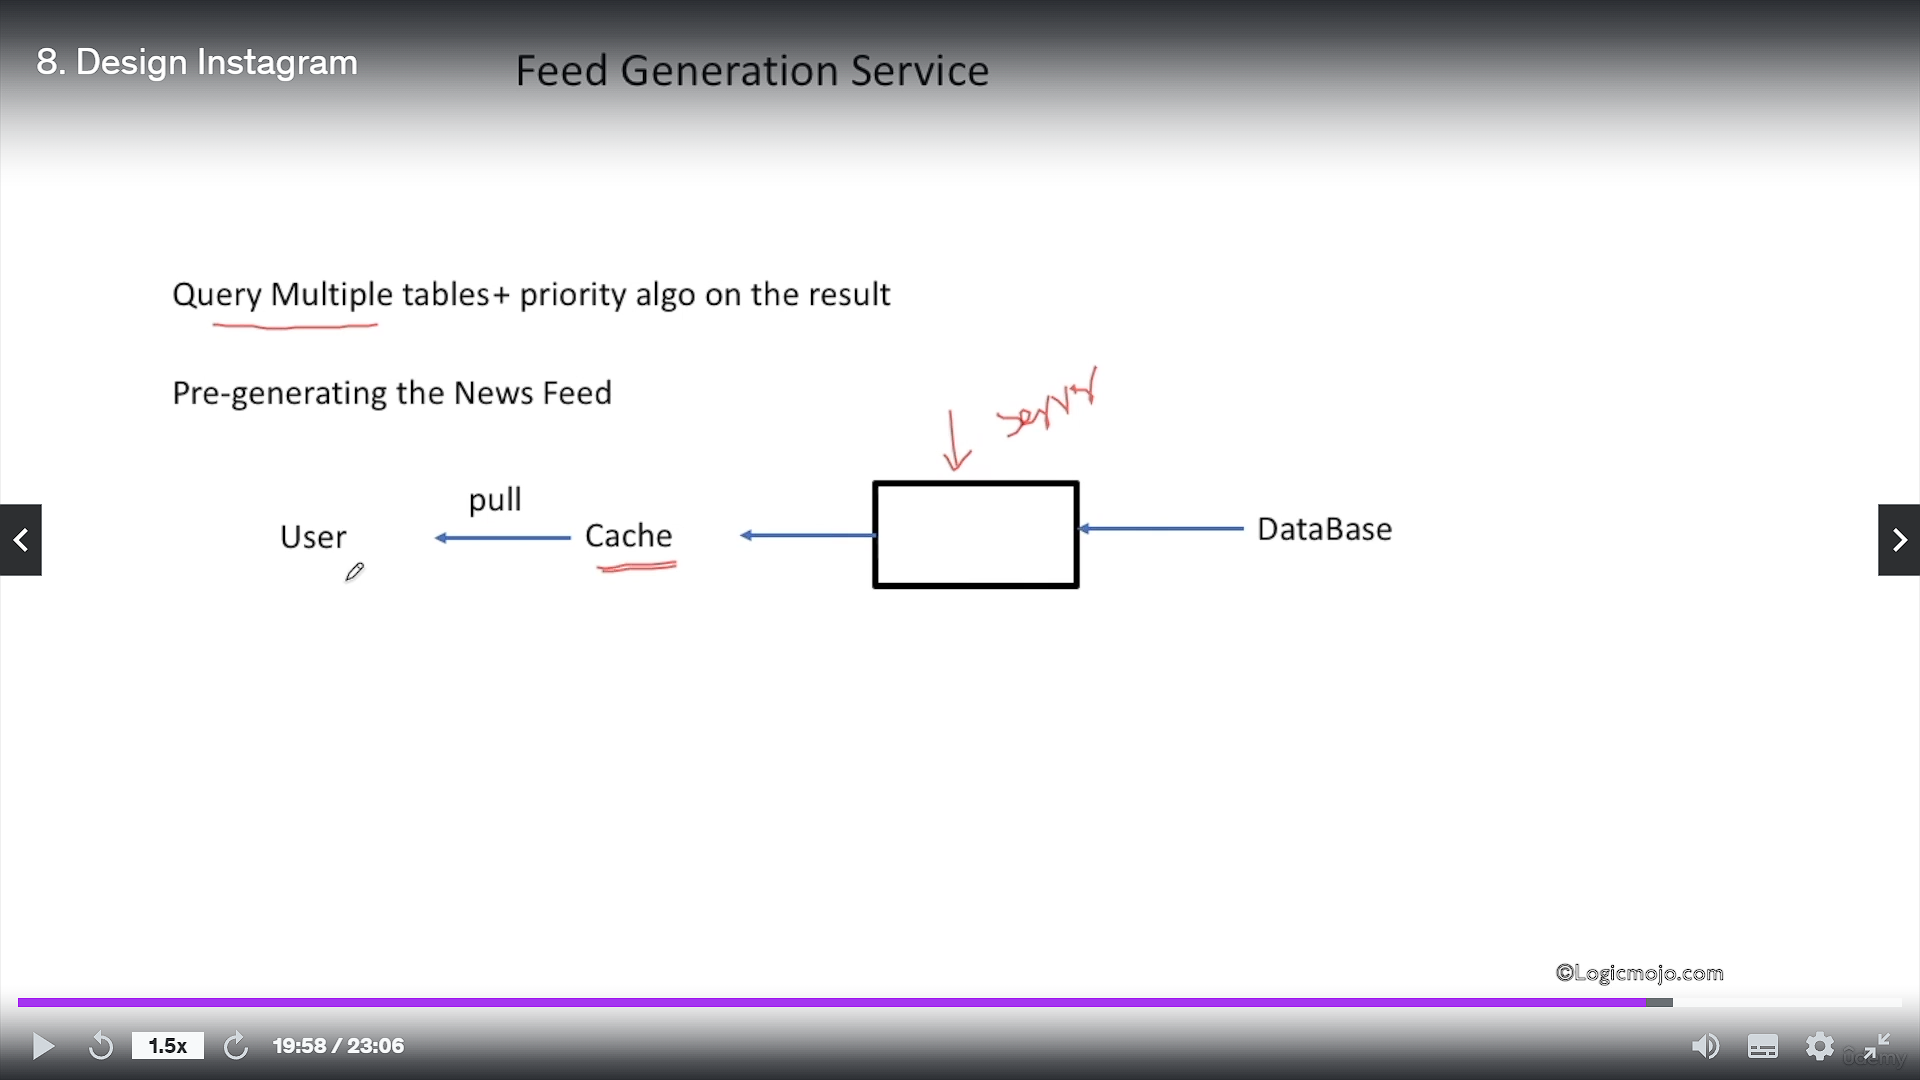 8. Design Instagram
Feed Generation Service
Query Multiple tables+ priority algo on the result
Pre-generating the News Feed
server
pull
User
Cache
DataBase
©Logicmojo.com
1.5x
19:58 / 23:06
ûdemy